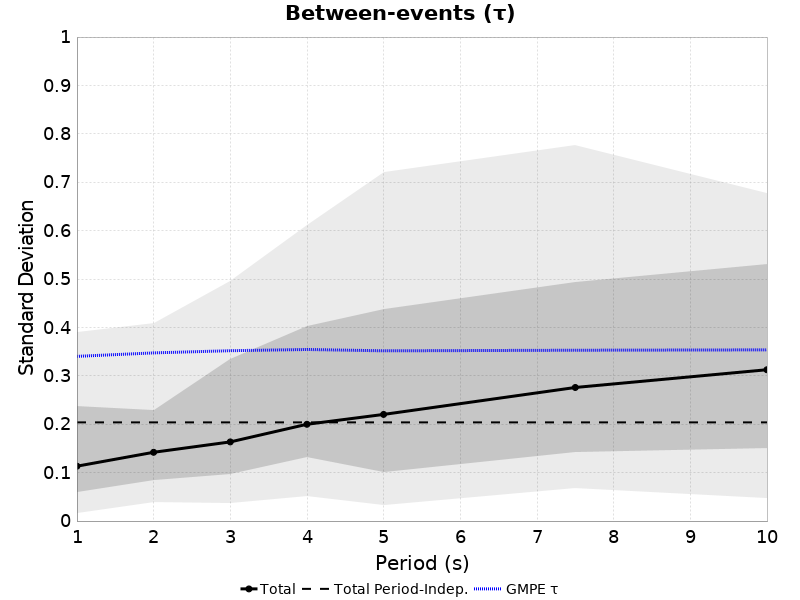 Between-events (τ)
1
0.9
0.8
0.7
0.6
0.5
0.4
0.3
0.2
0.1
0
Standard Deviation
1 2 3 4 5 6 7 8 9 10
Period (s)
Total Total Period-Indep. GMPE τ